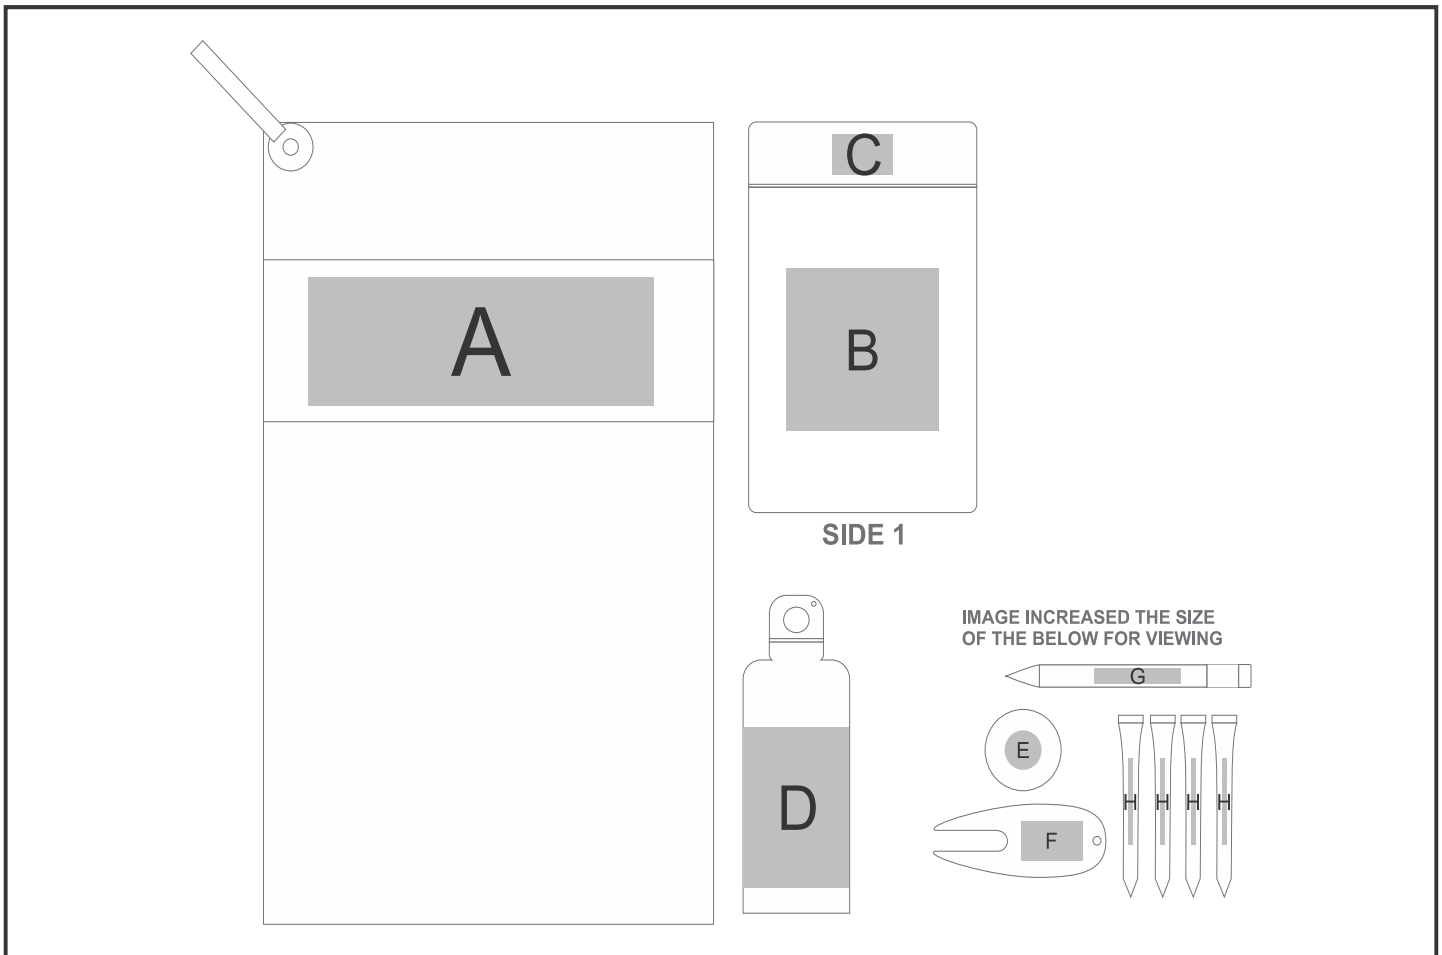 C
A
B
SIDE 1
IMAGE INCREASED THE SIZE
OF THE BELOW FOR VIEWING
G
E
D
H H H H
F